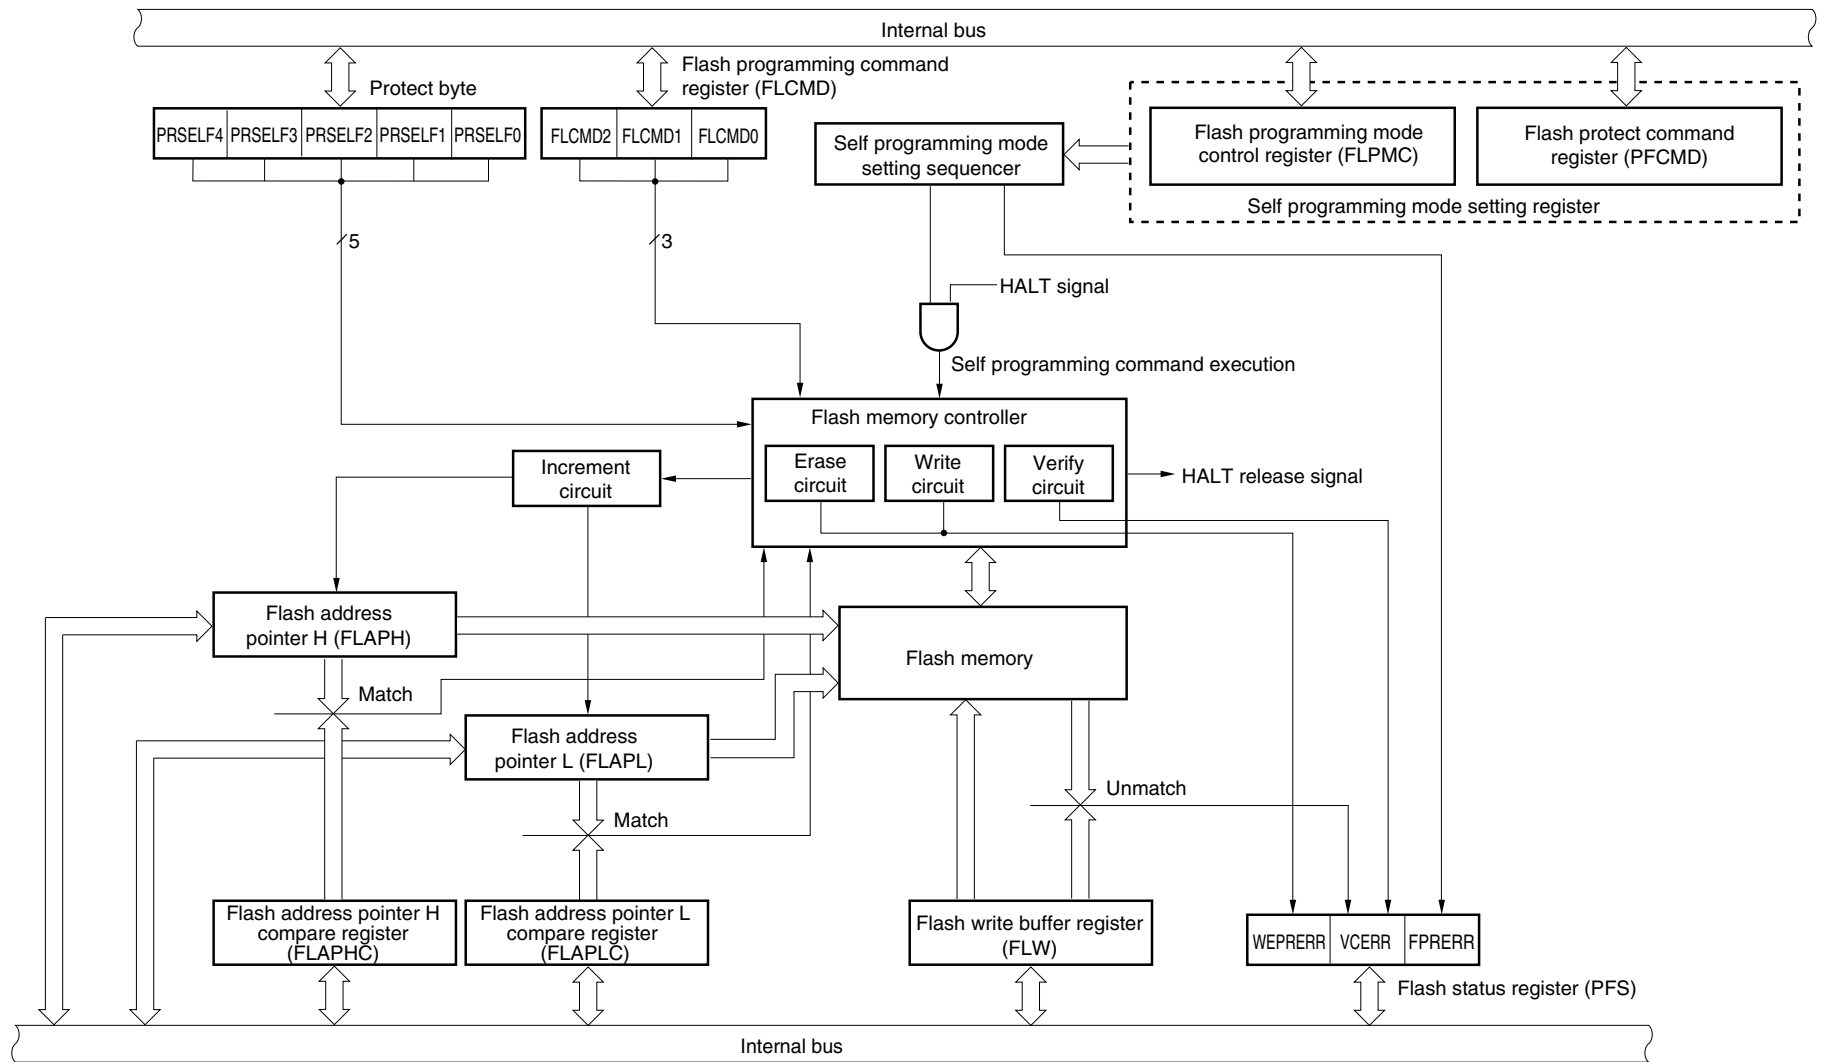 Internal bus
Flash programming command
register (FLCMD)
Protect byte
PRSELF4 PRSELF3 PRSELF2 PRSELF1 PRSELF0
FLCMD2 FLCMD1 FLCMD0
Self programming mode
setting sequencer
Flash programming mode
control register (FLPMC)
Flash protect command
register (PFCMD)
Self programming mode setting register
5
3
HALT signal
Self programming command execution
Flash memory controller
Increment
circuit
Erase
circuit
Write
circuit
Verify
circuit
HALT release signal
Flash address
pointer H (FLAPH)
Flash memory
Match
Flash address
pointer L (FLAPL)
Unmatch
Match
Flash address pointer H
compare register
(FLAPHC)
Flash address pointer L
compare register
(FLAPLC)
Flash write buffer register
(FLW)
WEPRERR VCERR FPRERR
Flash status register (PFS)
Internal bus